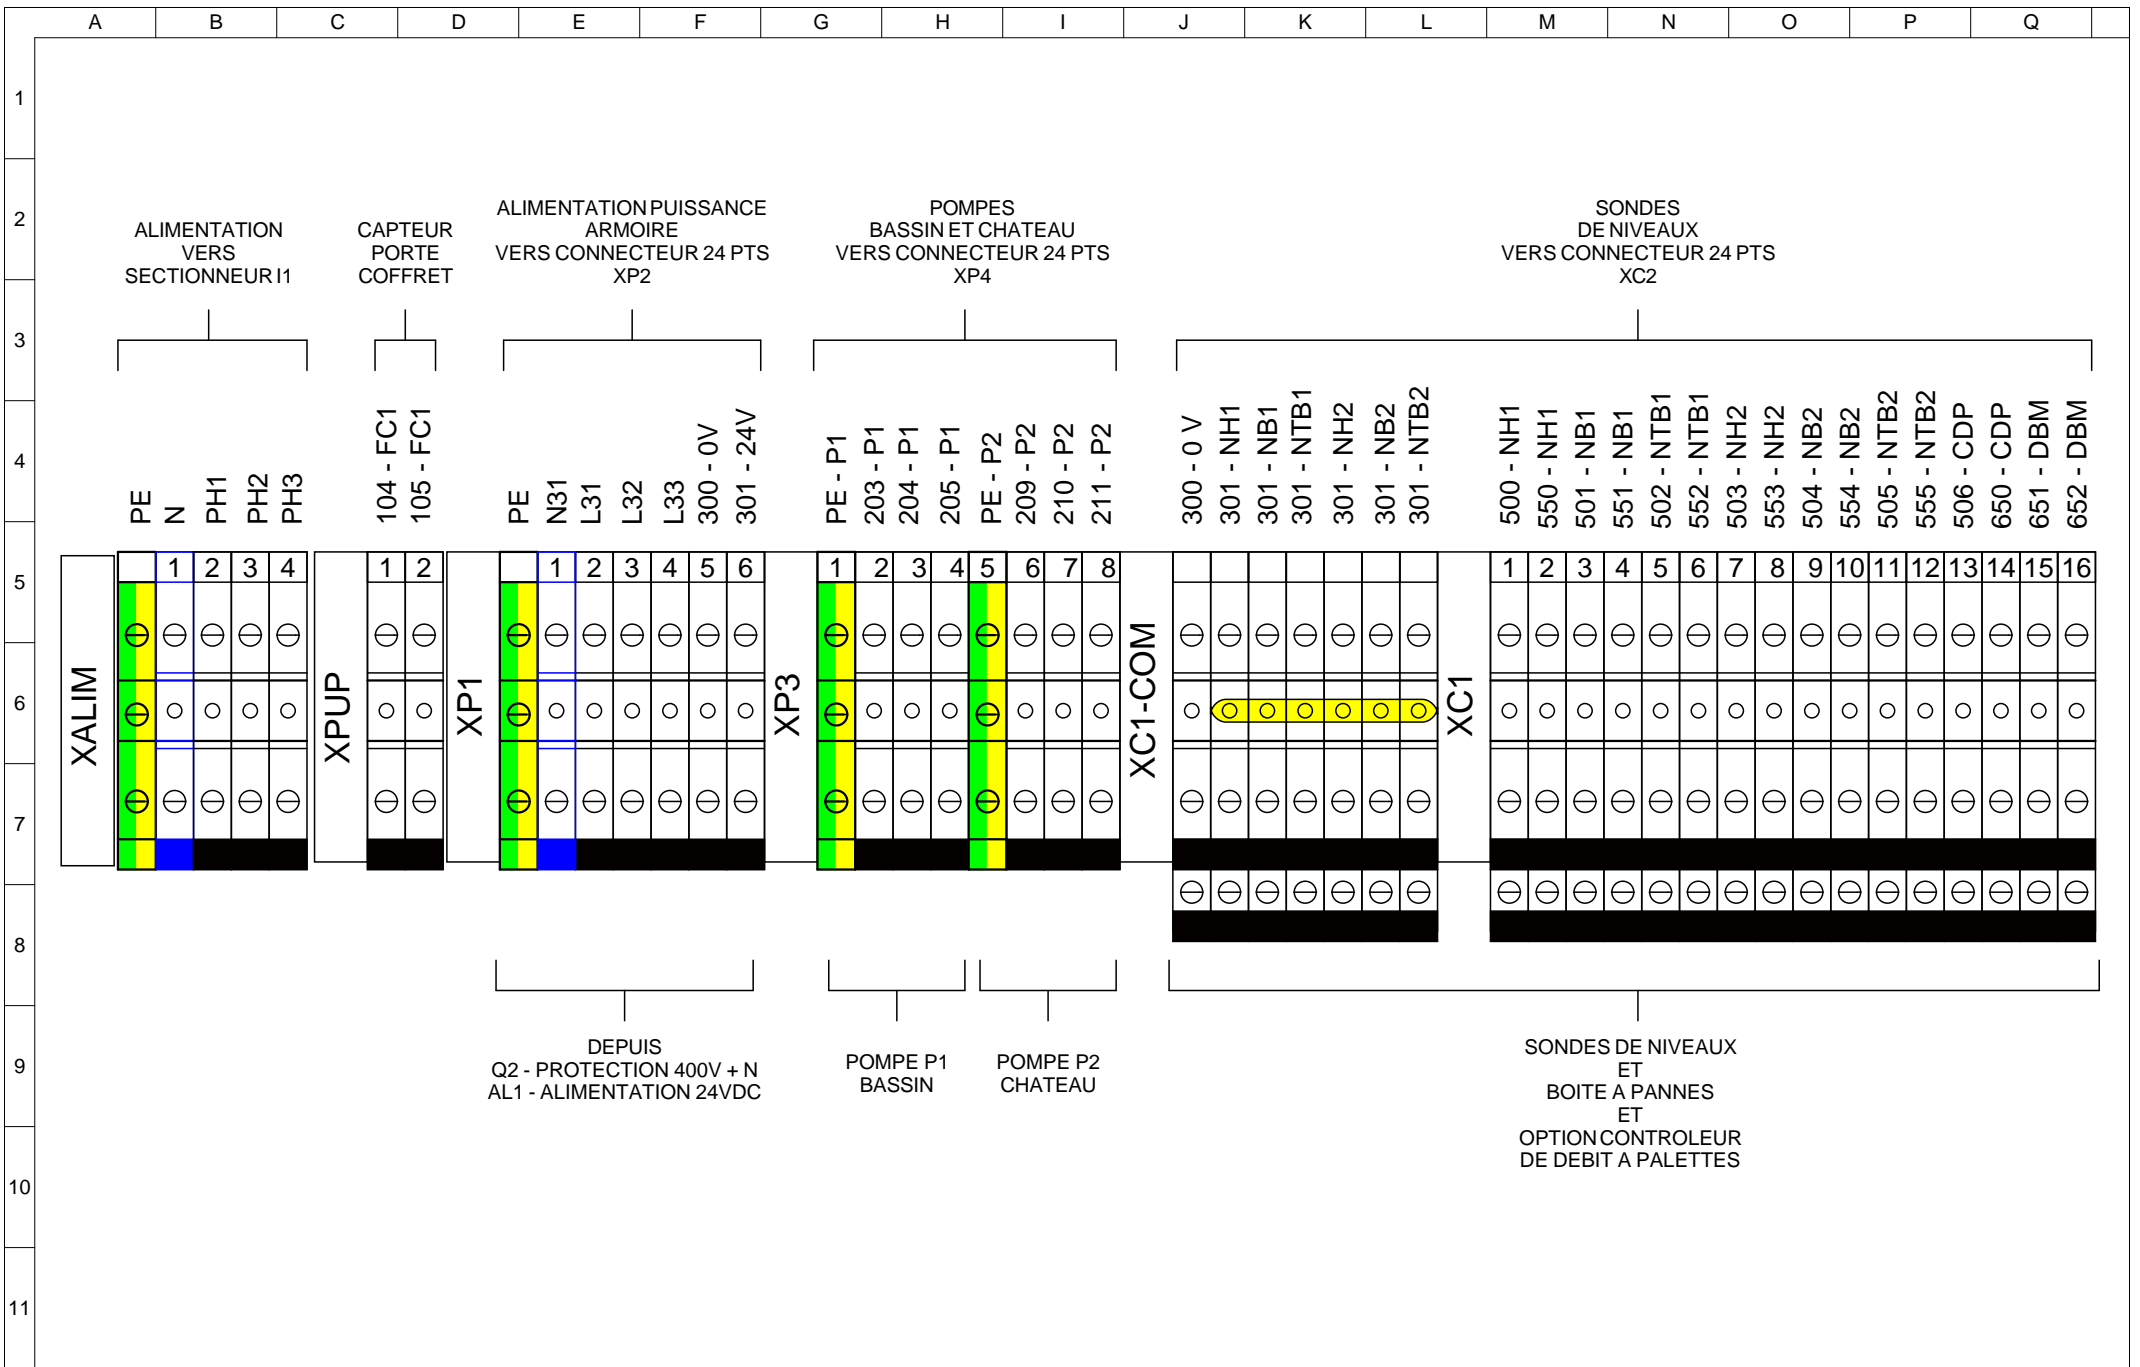 A B C D E F G H I J K L M N O P Q
1
2
3
4
5
6
7
8
9
10
11
ALIMENTATION
VERS
SECTIONNEUR I1
CAPTEUR
PORTE
COFFRET
ALIMENTATION PUISSANCE
ARMOIRE
VERS CONNECTEUR 24 PTS
XP2
POMPES
BASSIN ET CHATEAU
VERS CONNECTEUR 24 PTS
XP4
SONDES
DE NIVEAUX
VERS CONNECTEUR 24 PTS
XC2
PE
N
PH1
PH2
PH3
104 - FC1
105 - FC1
PE
N31
L31
L32
L33
300 - 0V
301 - 24V
PE - P1
203 - P1
204 - P1
205 - P1
PE - P2
209 - P2
210 - P2
211 - P2
300 - 0 V
301 - NH1
301 - NB1
301 - NTB1
301 - NH2
301 - NB2
301 - NTB2
500 - NH1
550 - NH1
501 - NB1
551 - NB1
502 - NTB1
552 - NTB1
503 - NH2
553 - NH2
504 - NB2
554 - NB2
505 - NTB2
555 - NTB2
506 - CDP
650 - CDP
651 - DBM
652 - DBM
XALIM
1 2 3 4
XPUP
1 2
XP1
1 2 3 4 5 6
XP3
1 2 3 4 5 6 7 8
XC1-COM
XC1
1 2 3 4 5 6 7 8 9 10 11 12 13 14 15 16
DEPUIS
Q2 - PROTECTION 400V + N
AL1 - ALIMENTATION 24VDC
POMPE P1
BASSIN
POMPE P2
CHATEAU
SONDES DE NIVEAUX
ET
BOITE A PANNES
ET
OPTION CONTROLEUR
DE DEBIT A PALETTES